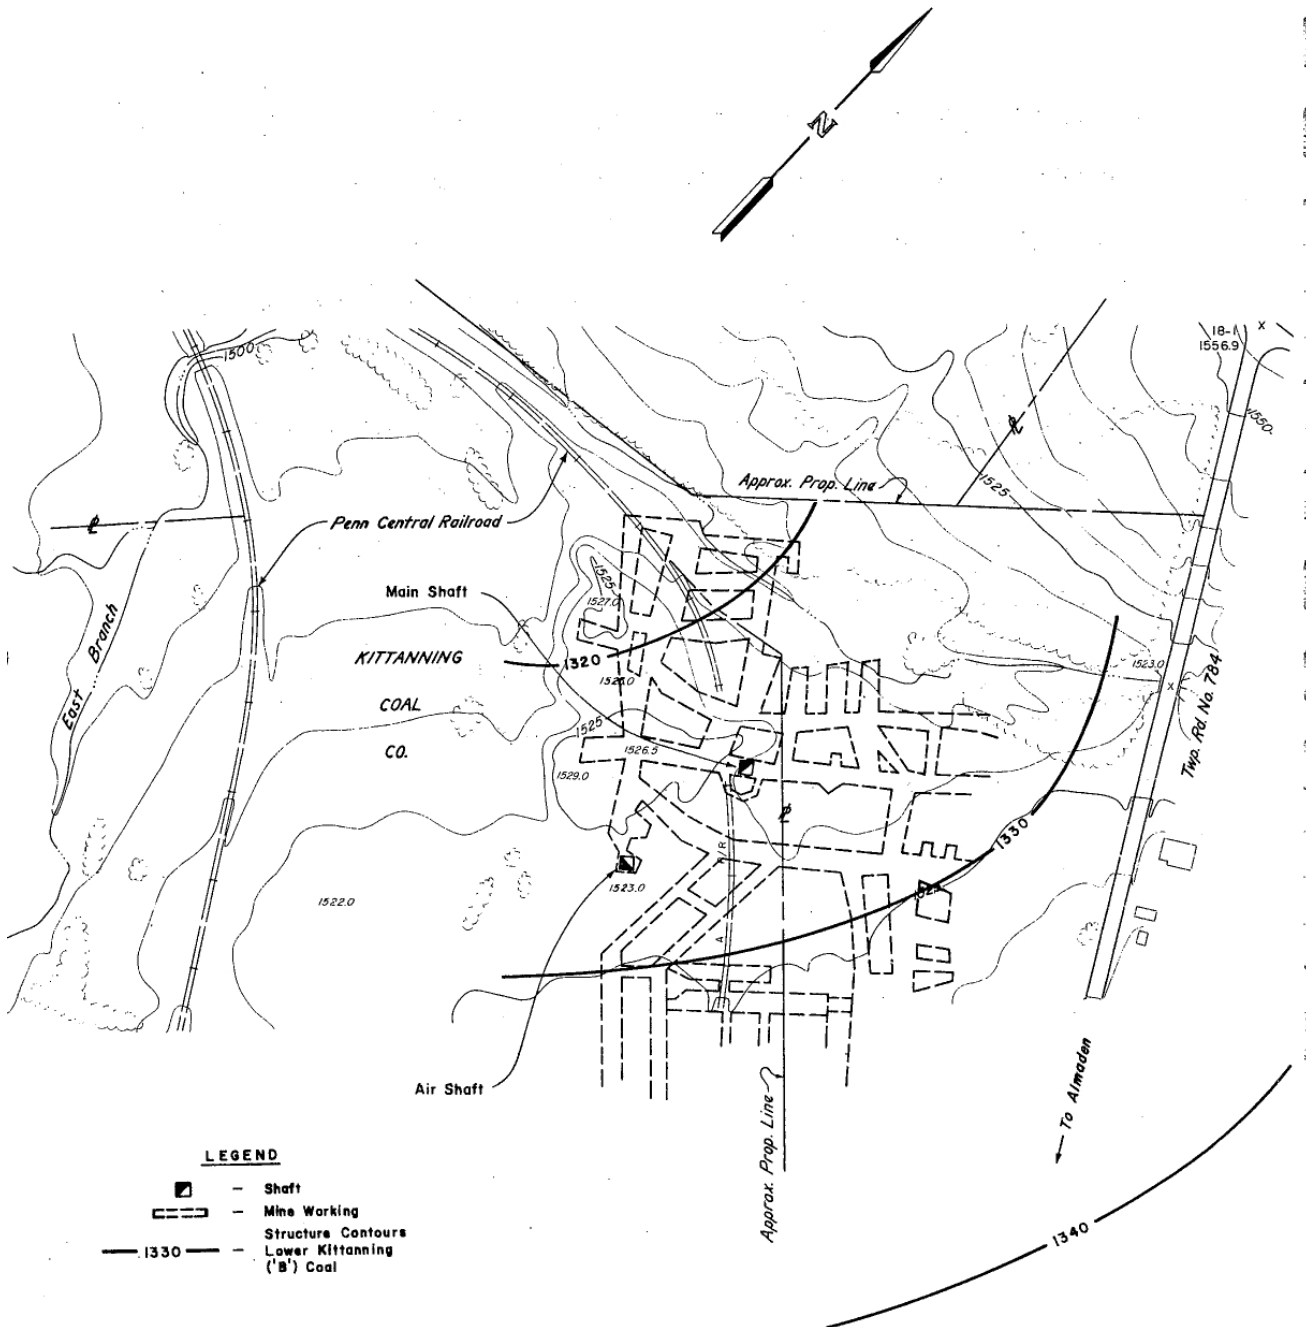 N
18-1
1556.9
1500
1550
Approx. Prop. Line
1525
Penn Central Railroad
1525
Main Shaft
1527.0
East Branch
KITTANNING
1320
1523.0
Twp. Rd. No. 784
COAL
1525
CO.
1526.5
1529.0
1330
A
1523.0
1522.0
Air Shaft
To Almaden
Approx. Prop. Line
1340
LEGEND
- Shaft
- Mine Working
Structure Contours
1330 - Lower Kittanning
('B') Coal